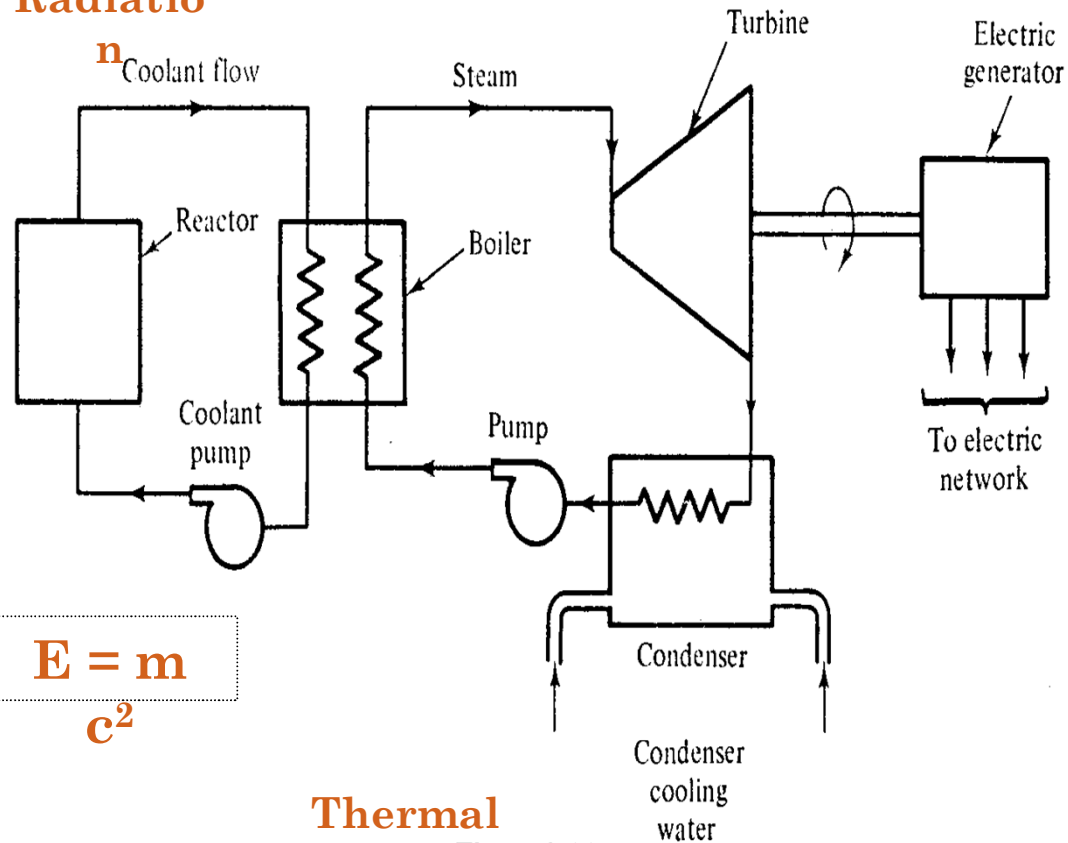 Radiatio
n
Coolant flow
Steam
Turbine
Electric
generator
Reactor
Boiler
Coolant
pump
Pump
To electric
network
E = m
c²
Condenser
Condenser
cooling
water
Thermal